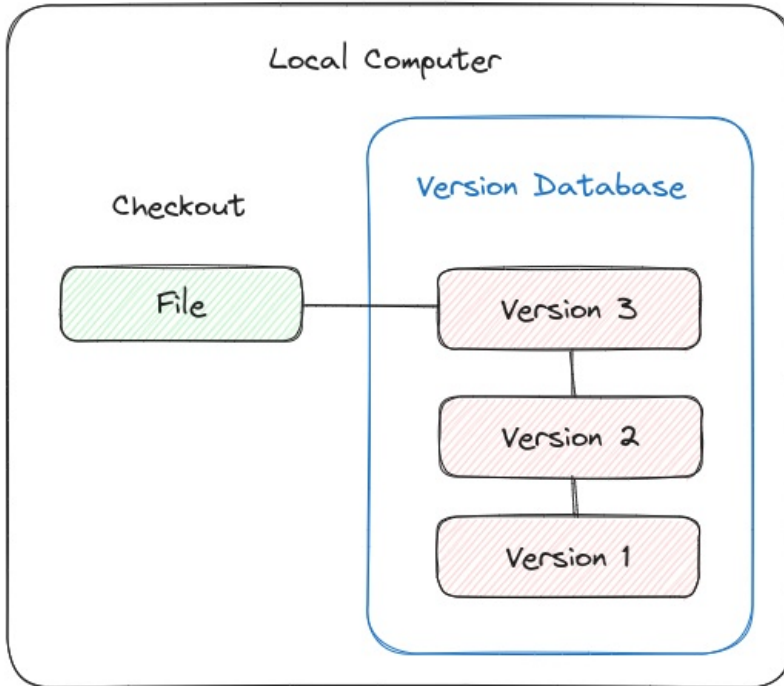 Local Computer
Version Database
Checkout
File
Version 3
Version 2
Version 1